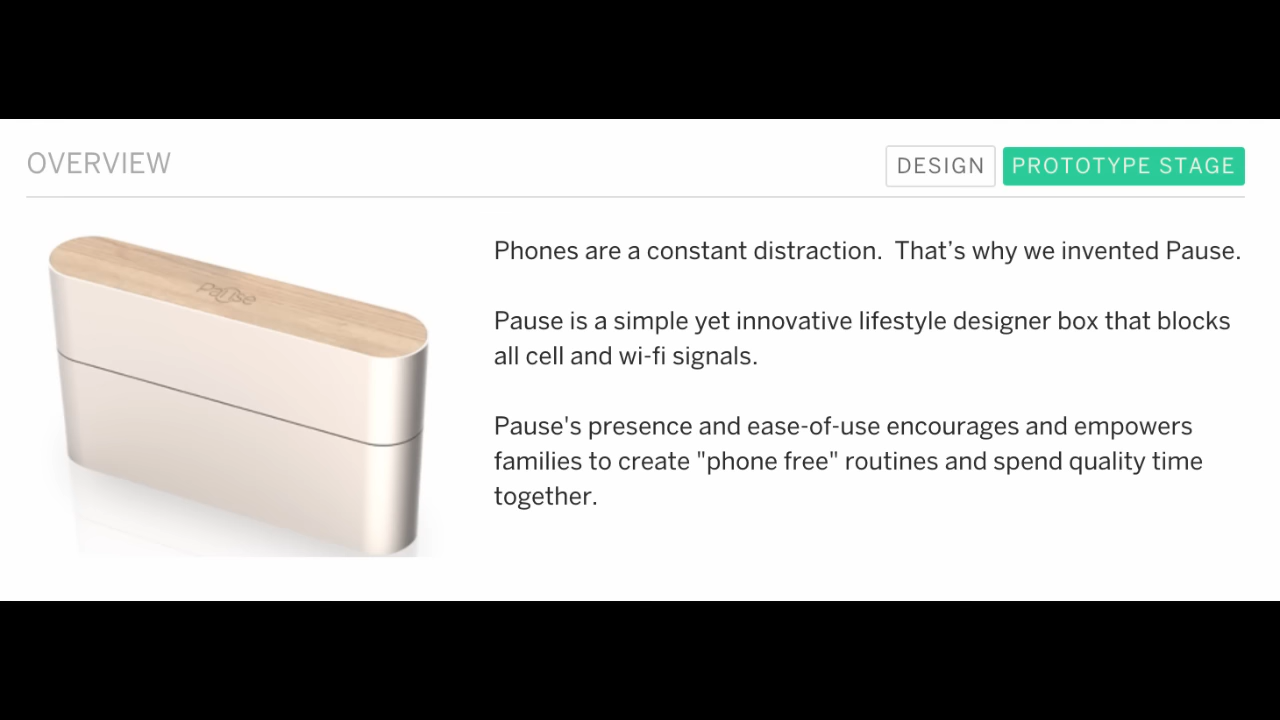 OVERVIEW
DESIGN
PROTOTYPE STAGE
pause
Phones are a constant distraction.  That's why we invented Pause.
Pause is a simple yet innovative lifestyle designer box that blocks
all cell and wi-fi signals.
Pause's presence and ease-of-use encourages and empowers
families to create "phone free" routines and spend quality time
together.